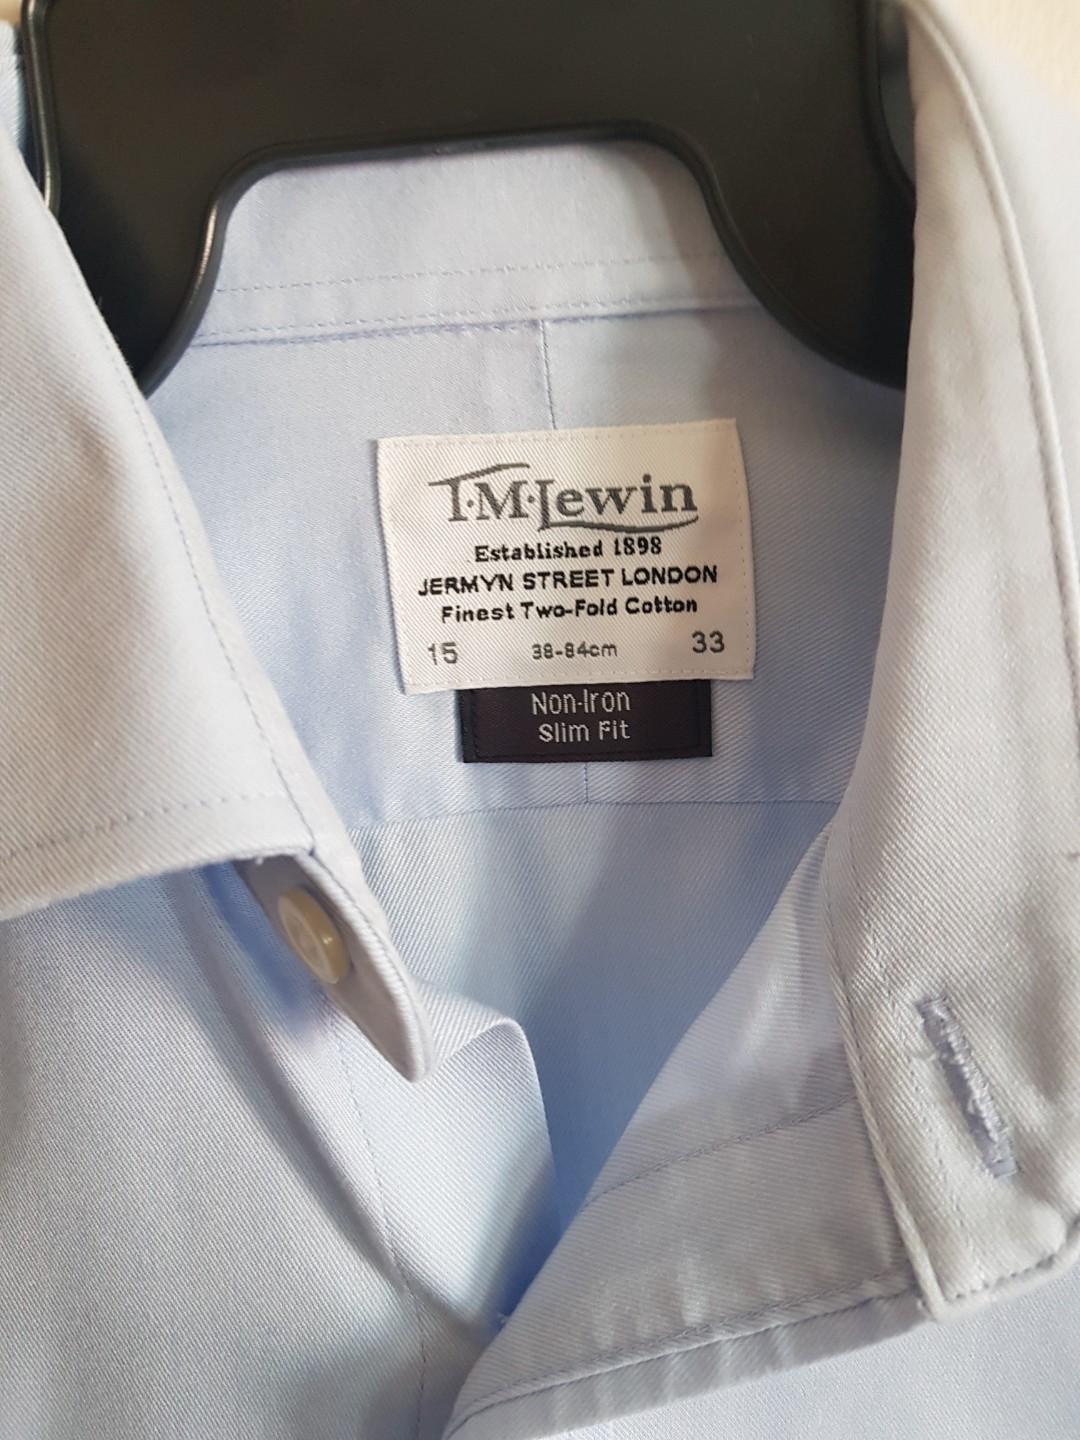 T·M·Lewin
Established 1898
JERMYN STREET LONDON
Finest Two-Fold Cotton
15 38-84cm 33
Non-Iron
Slim Fit